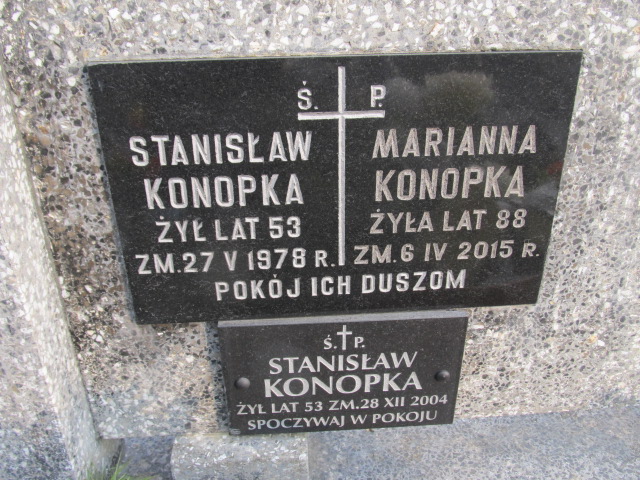 Ś. P.
STANISŁAW
KONOPKA
ŻYŁ LAT 53
ZM. 27 V 1978 R.
MARIANNA
KONOPKA
ŻYŁA LAT 88
ZM. 6 IV 2015 R.
POKÓJ ICH DUSZOM
Ś. P.
STANISŁAW
KONOPKA
ŻYŁ LAT 53 ZM.28 XII 2004
SPOCZYWAJ W POKOJU